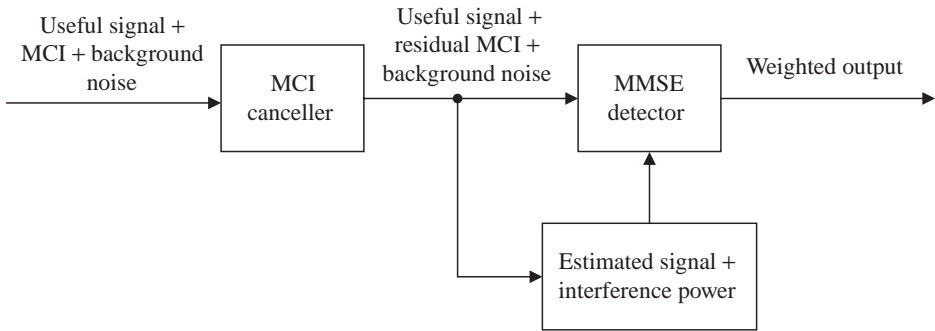 Useful signal +
MCI + background
noise
MCI
canceller
Useful signal +
residual MCI +
background noise
MMSE
detector
Weighted output
Estimated signal +
interference power